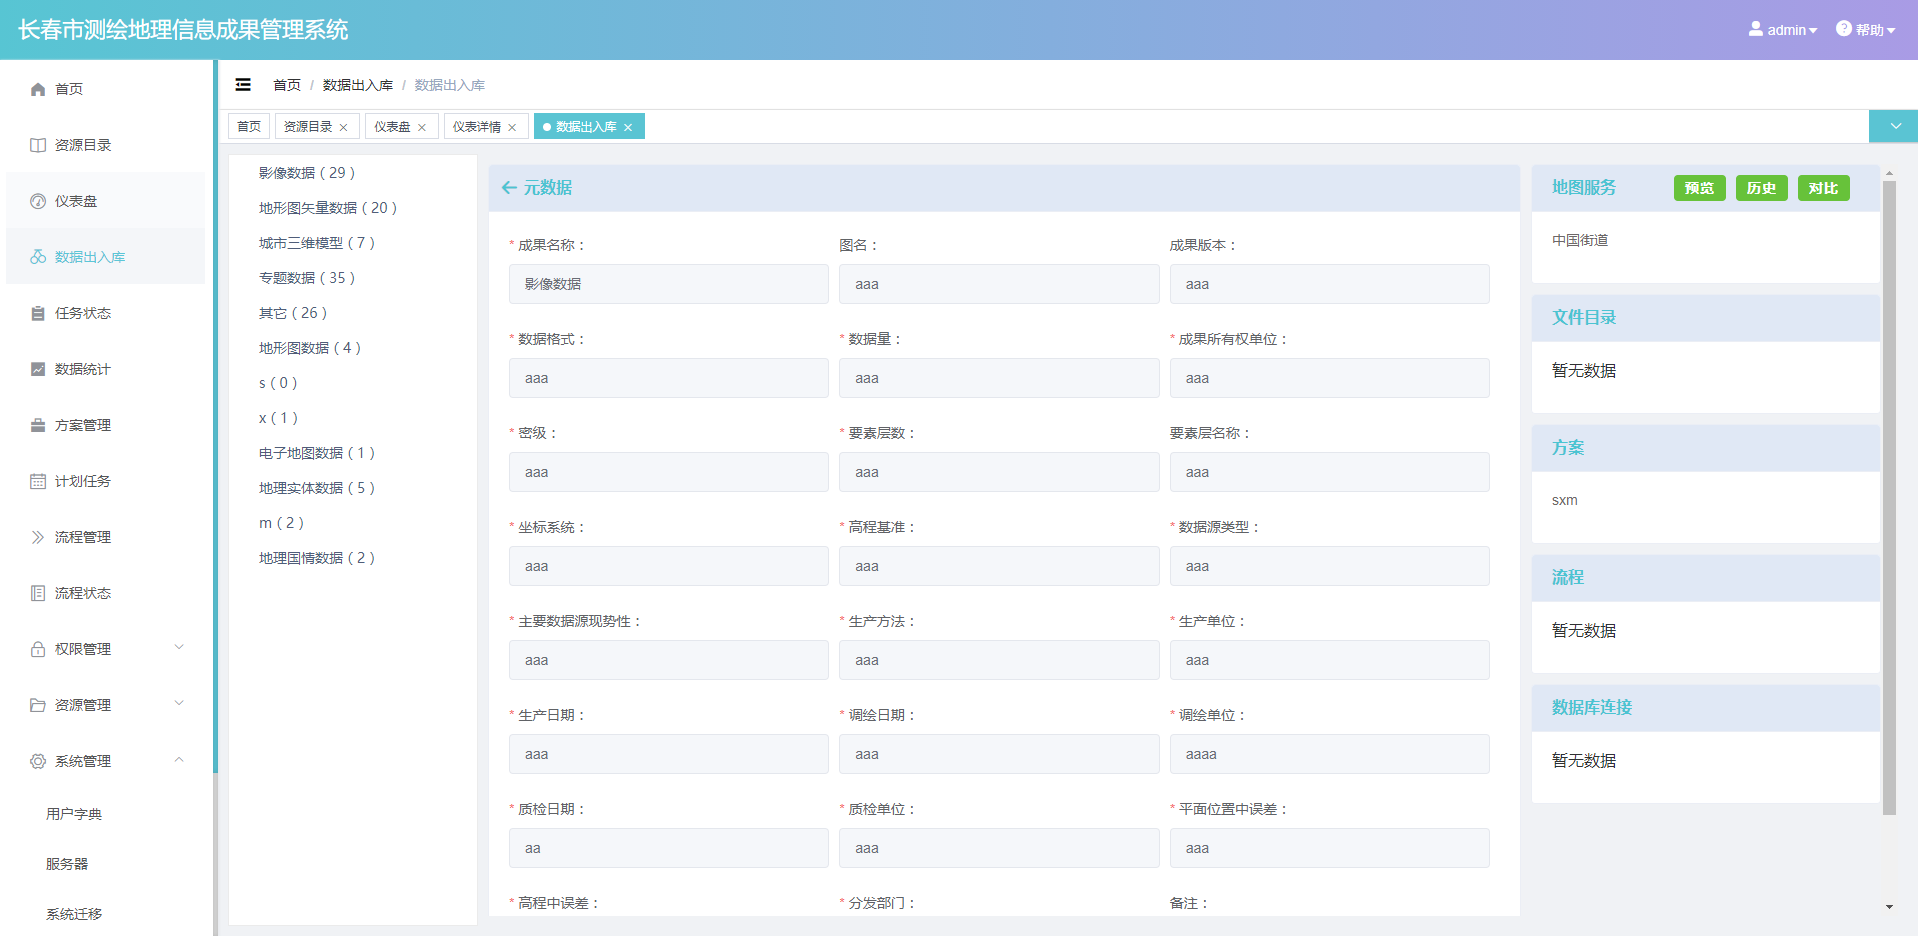 长春市测绘地理信息成果管理系统
admin
帮助
首页
资源目录
仪表盘
数据出入库
任务状态
数据统计
方案管理
计划任务
流程管理
流程状态
权限管理
资源管理
系统管理
用户字典
服务器
系统迁移
首页 / 数据出入库 / 数据出入库
首页 资源目录 × 仪表盘 × 仪表详情 × 数据出入库 ×
影像数据 ( 29 )
地形图矢量数据 ( 20 )
城市三维模型 ( 7 )
专题数据 ( 35 )
其它 ( 26 )
地形图数据 ( 4 )
s ( 0 )
x ( 1 )
电子地图数据 ( 1 )
地理实体数据 ( 5 )
m ( 2 )
地理国情数据 ( 2 )
元数据
* 成果名称： 图名： 成果版本：
影像数据 aaa aaa
* 数据格式： * 数据量： * 成果所有权单位：
aaa aaa aaa
* 密级： * 要素层数： 要素层名称：
aaa aaa aaa
* 坐标系统： * 高程基准： * 数据源类型：
aaa aaa aaa
* 主要数据源现势性： * 生产方法： * 生产单位：
aaa aaa aaa
* 生产日期： * 调绘日期： * 调绘单位：
aaa aaa aaaa
* 质检日期： * 质检单位： * 平面位置中误差：
aa aaa aaa
* 高程中误差： * 分发部门： 备注：
地图服务 预览 历史 对比
中国街道
文件目录
暂无数据
方案
sxm
流程
暂无数据
数据库连接
暂无数据